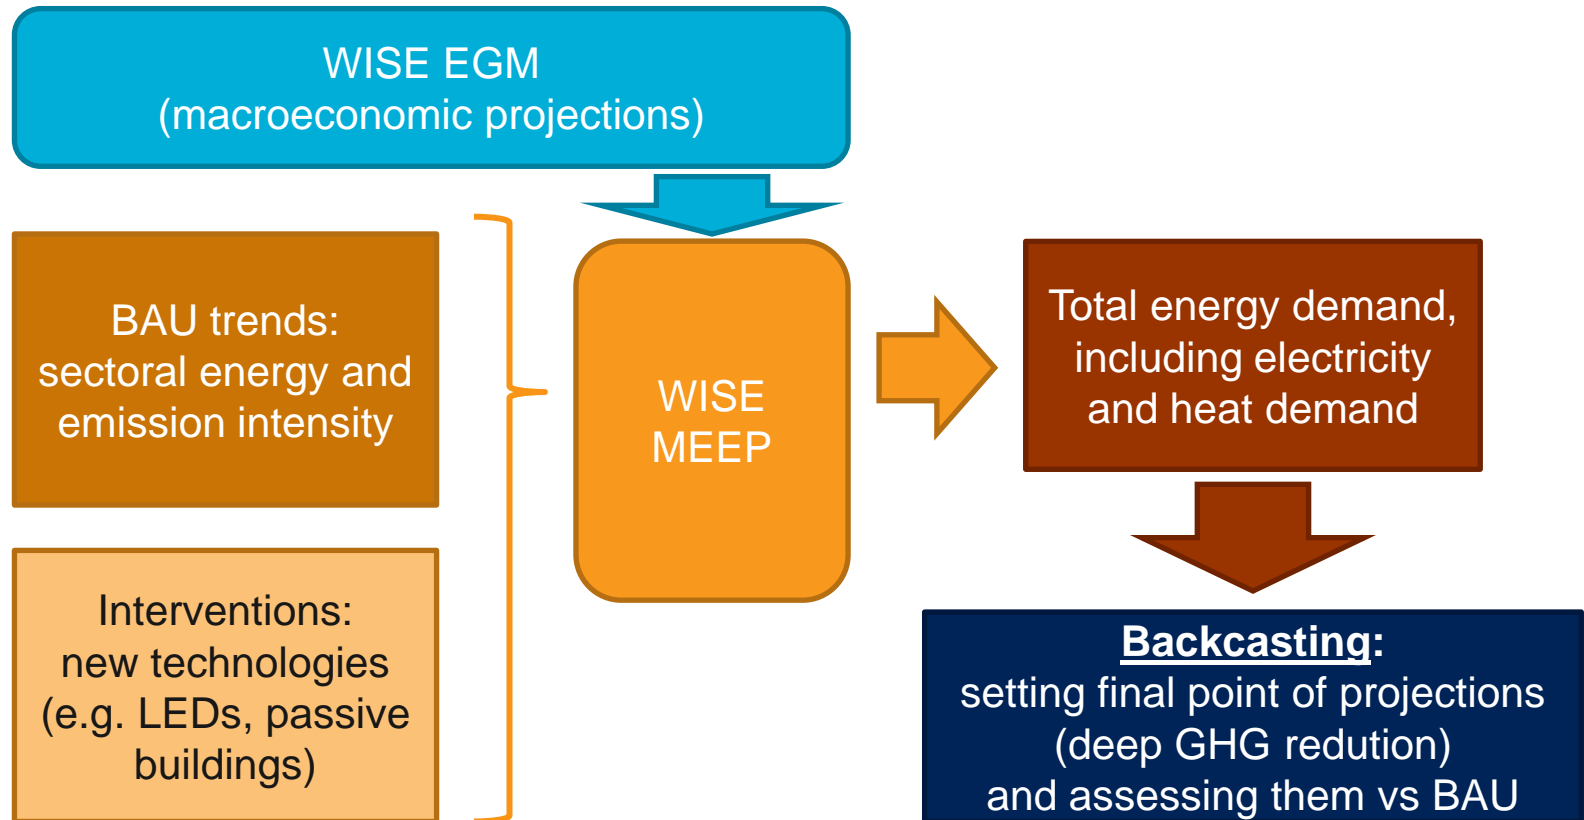 WISE EGM
(macroeconomic projections)
BAU trends:
sectoral energy and
emission intensity
Interventions:
new technologies
(e.g. LEDs, passive
buildings)
WISE
MEEP
Total energy demand,
including electricity
and heat demand
Backcasting:
setting final point of projections
(deep GHG redution)
and assessing them vs BAU